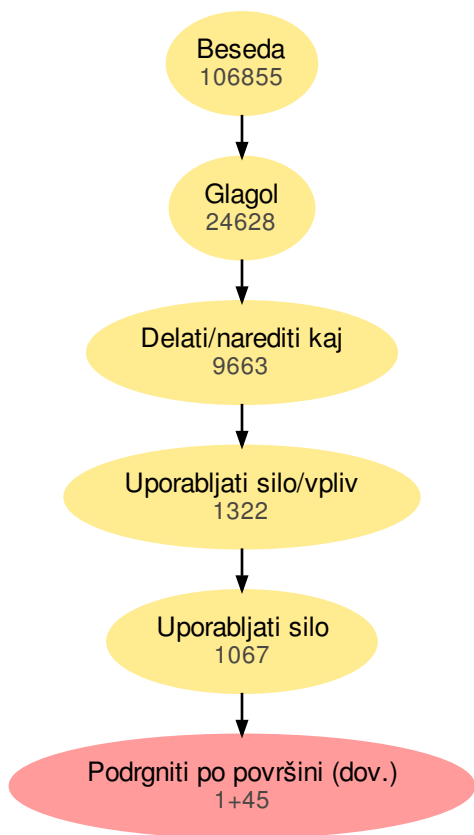 Beseda
106855
Glagol
24628
Delati/narediti kaj
9663
Uporabljati silo/vpliv
1322
Uporabljati silo
1067
Podrgniti po površini (dov.)
1+45